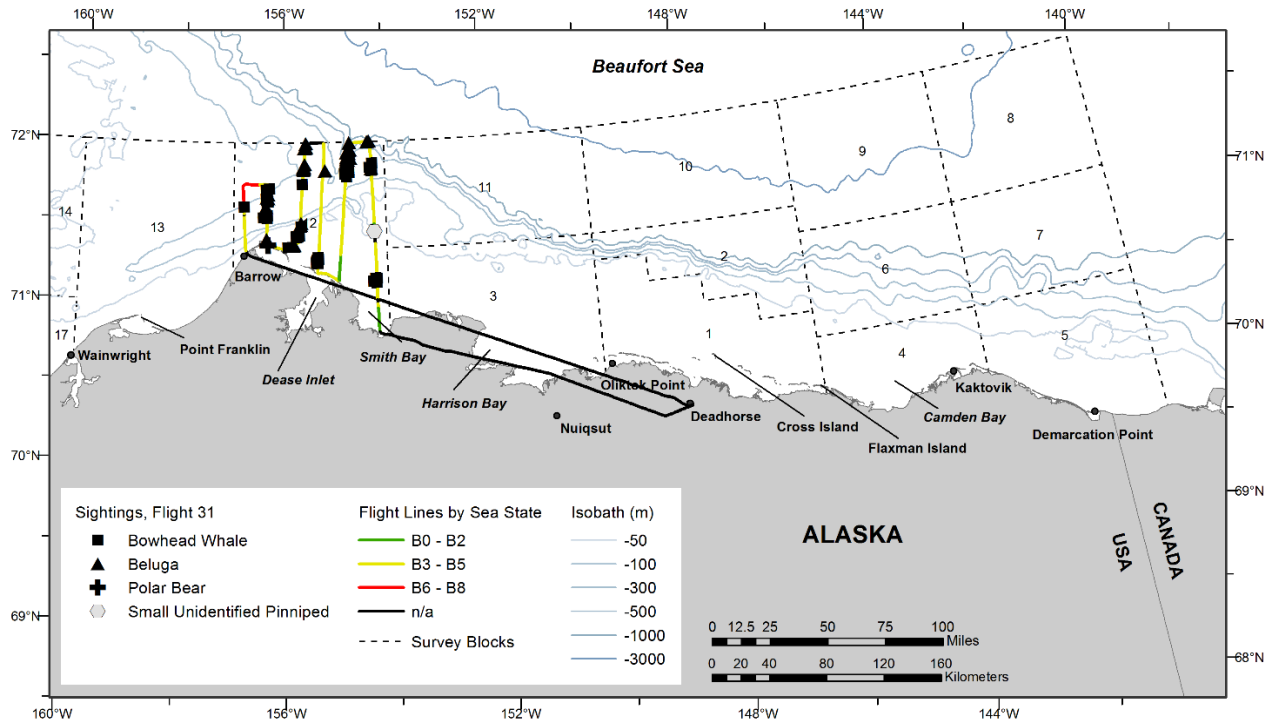 160°W 156°W 152°W 148°W 144°W 140°W
Beaufort Sea
72°N
71°N
70°N
69°N
71°N
70°N
69°N
68°N
8
9
10
11
14
13
12
7
2
6
3
17
1
5
4
Barrow
Wainwright
Point Franklin
Dease Inlet
Smith Bay
Harrison Bay
Oliktok Point
Nuiqsut
Deadhorse
Cross Island
Flaxman Island
Camden Bay
Kaktovik
Demarcation Point
ALASKA
USA
CANADA
Sightings, Flight 31
Bowhead Whale
Beluga
Polar Bear
Small Unidentified Pinniped
Flight Lines by Sea State
B0 - B2
B3 - B5
B6 - B8
n/a
Survey Blocks
Isobath (m)
-50
-100
-300
-500
-1000
-3000
0 12.5 25 50 75 100
Miles
0 20 40 80 120 160
Kilometers
160°W 156°W 152°W 148°W 144°W